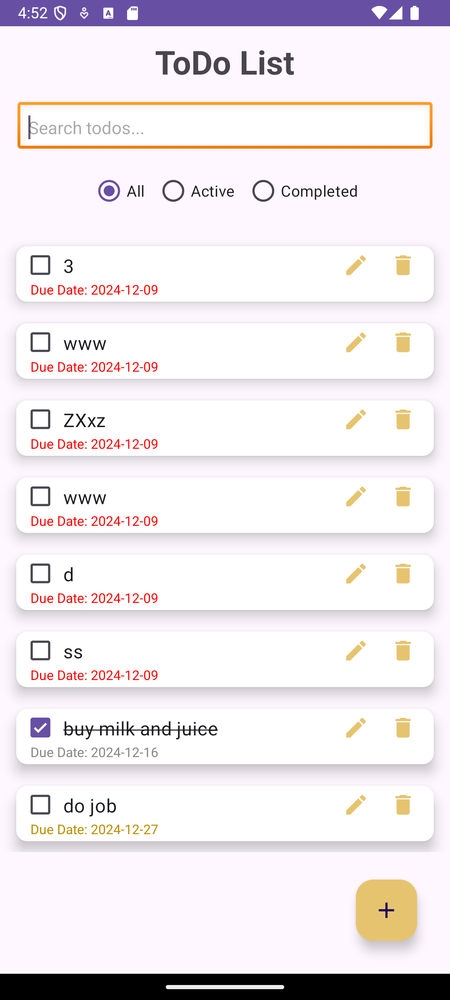 4:52
ToDo List
Search todos...
All Active Completed
3
Due Date: 2024-12-09
www
Due Date: 2024-12-09
ZXxz
Due Date: 2024-12-09
www
Due Date: 2024-12-09
d
Due Date: 2024-12-09
ss
Due Date: 2024-12-09
buy milk and juice
Due Date: 2024-12-16
do job
Due Date: 2024-12-27